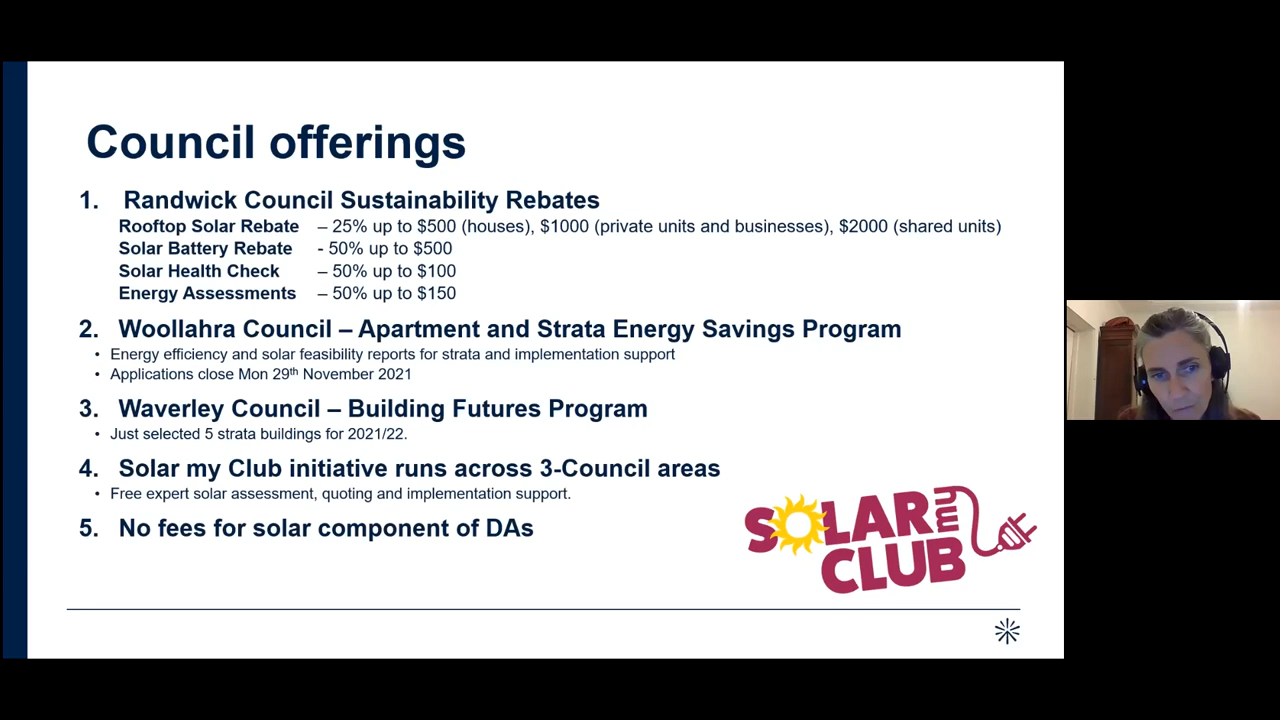 Council offerings
1. Randwick Council Sustainability Rebates
Rooftop Solar Rebate – 25% up to $500 (houses), $1000 (private units and businesses), $2000 (shared units)
Solar Battery Rebate - 50% up to $500
Solar Health Check – 50% up to $100
Energy Assessments – 50% up to $150
2. Woollahra Council – Apartment and Strata Energy Savings Program
• Energy efficiency and solar feasibility reports for strata and implementation support
• Applications close Mon 29th November 2021
3. Waverley Council – Building Futures Program
• Just selected 5 strata buildings for 2021/22.
4. Solar my Club initiative runs across 3-Council areas
• Free expert solar assessment, quoting and implementation support.
5. No fees for solar component of DAs
SOLAR my
CLUB